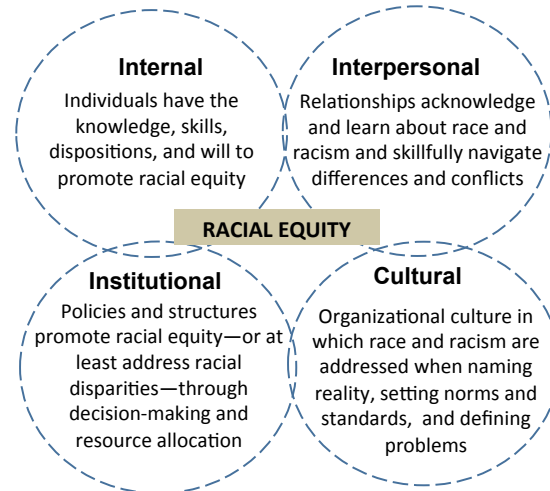 Internal
Individuals have the
knowledge, skills,
dispositions, and will to
promote racial equity
Interpersonal
Relationships acknowledge
and learn about race and
racism and skillfully navigate
differences and conflicts
RACIAL EQUITY
Institutional
Policies and structures
promote racial equity—or at
least address racial
disparities—through
decision-making and
resource allocation
Cultural
Organizational culture in
which race and racism are
addressed when naming
reality, setting norms and
standards, and defining
problems